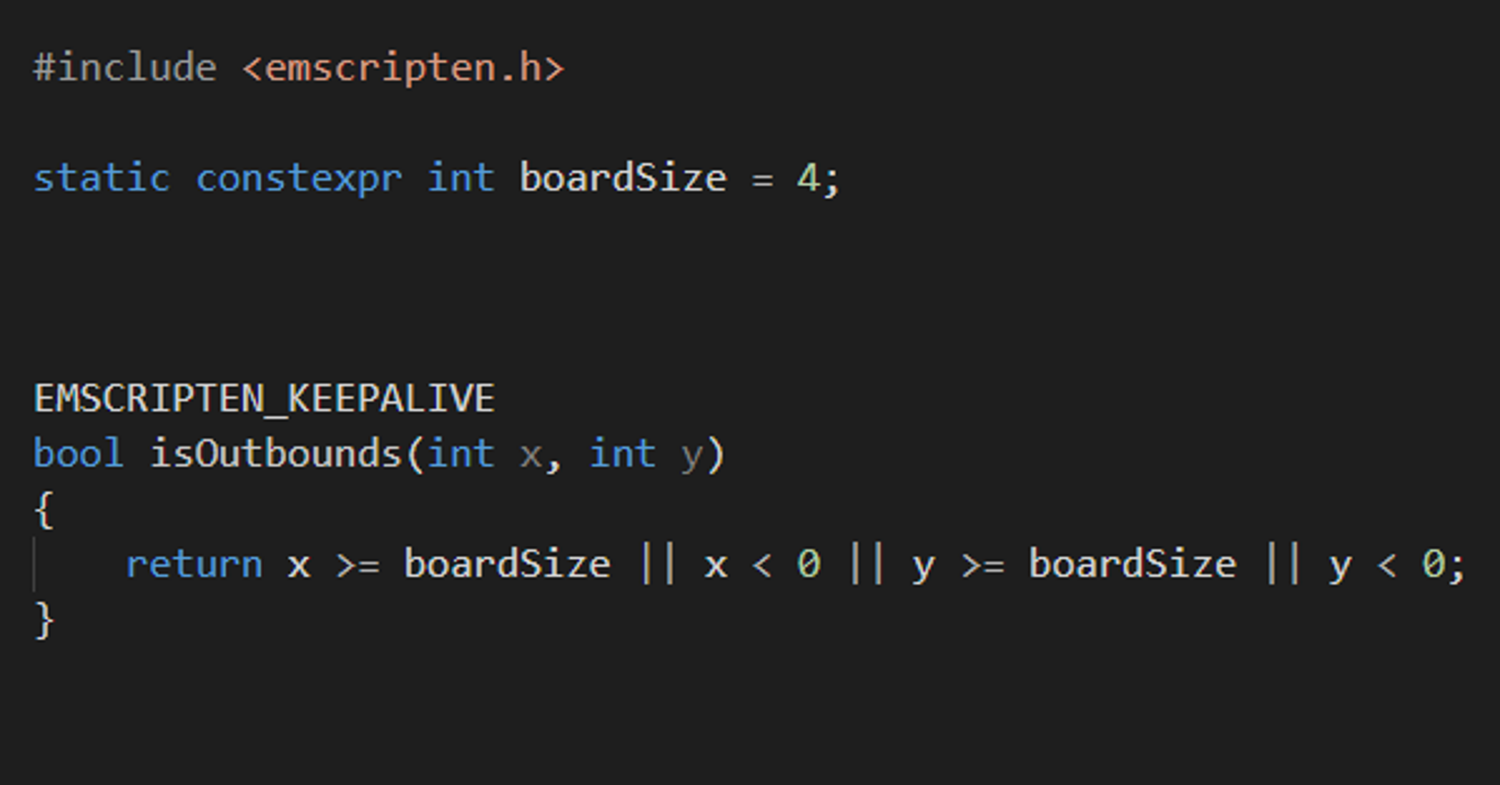 #include <emscripten.h>
static constexpr int boardSize = 4;
EMSCRIPTEN_KEEPALIVE
bool isOutbounds(int x, int y)
{
return x >= boardSize || x < 0 || y >= boardSize || y < 0;
}